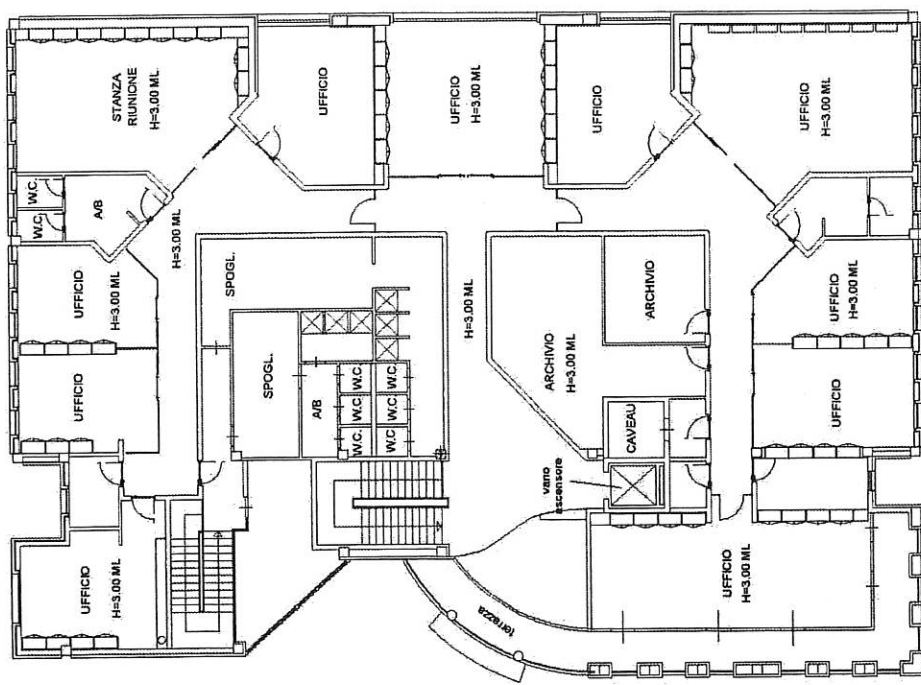 STANZA
RIUNIONE
H=3.00 ML.
UFFICIO
UFFICIO
H=3.00 ML
UFFICIO
UFFICIO
H=3.00 ML
W.C.
W.C.
A/B
H=3.00 ML
UFFICIO
H=3.00 ML
SPOGL.
H=3.00 ML
ARCHIVIO
H=3.00 ML
ARCHIVIO
UFFICIO
H=3.00 ML
UFFICIO
SPOGL.
A/B
W.C.
W.C.
W.C.
W.C.
W.C.
W.C.
CAVEAU
UFFICIO
vano
ascensore
UFFICIO
H=3.00 ML
terrazza
UFFICIO
H=3.00 ML